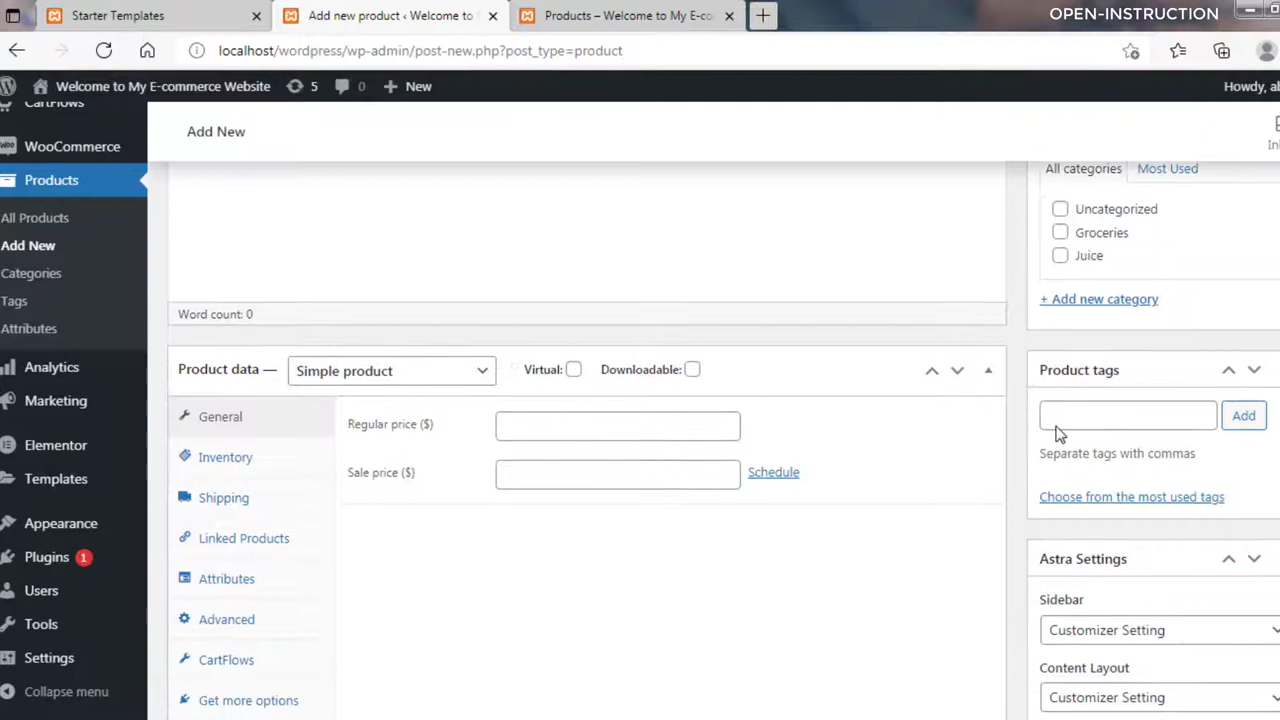 Starter Templates
Add new product ‹ Welcome to
Products – Welcome to My E-co
OPEN-INSTRUCTION
localhost/wordpress/wp-admin/post-new.php?post_type=product
Welcome to My E-commerce Website
5
0
New
Howdy, ab
CartFlows
WooCommerce
Products
All Products
Add New
Categories
Tags
Attributes
Analytics
Marketing
Elementor
Templates
Appearance
Plugins 1
Users
Tools
Settings
Collapse menu
Add New
Word count: 0
Product data —
Simple product
Virtual:
Downloadable:
General
Inventory
Shipping
Linked Products
Attributes
Advanced
CartFlows
Get more options
Regular price ($)
Sale price ($)
Schedule
All categories
Most Used
Uncategorized
Groceries
Juice
+ Add new category
Product tags
Add
Separate tags with commas
Choose from the most used tags
Astra Settings
Sidebar
Customizer Setting
Content Layout
Customizer Setting